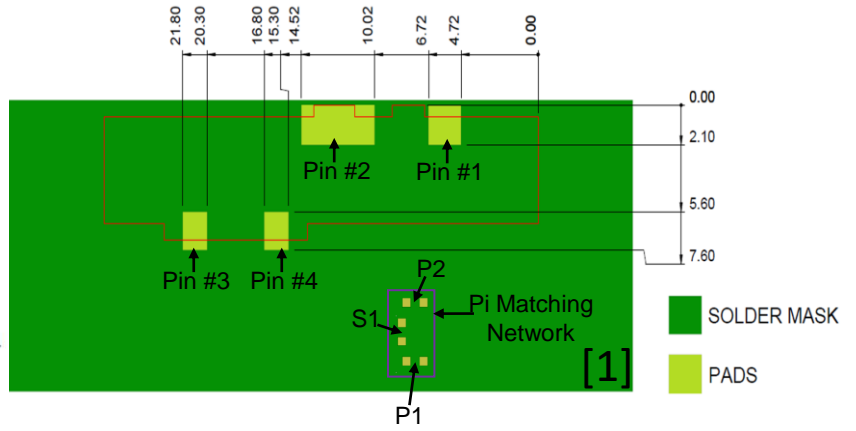 21.80
20.30
16.80
15.30
14.52
10.02
6.72
4.72
0.00
0.00
2.10
5.60
7.60
Pin #2
Pin #1
Pin #3
Pin #4
P2
S1
Pi Matching
Network
P1
[1]
SOLDER MASK
PADS